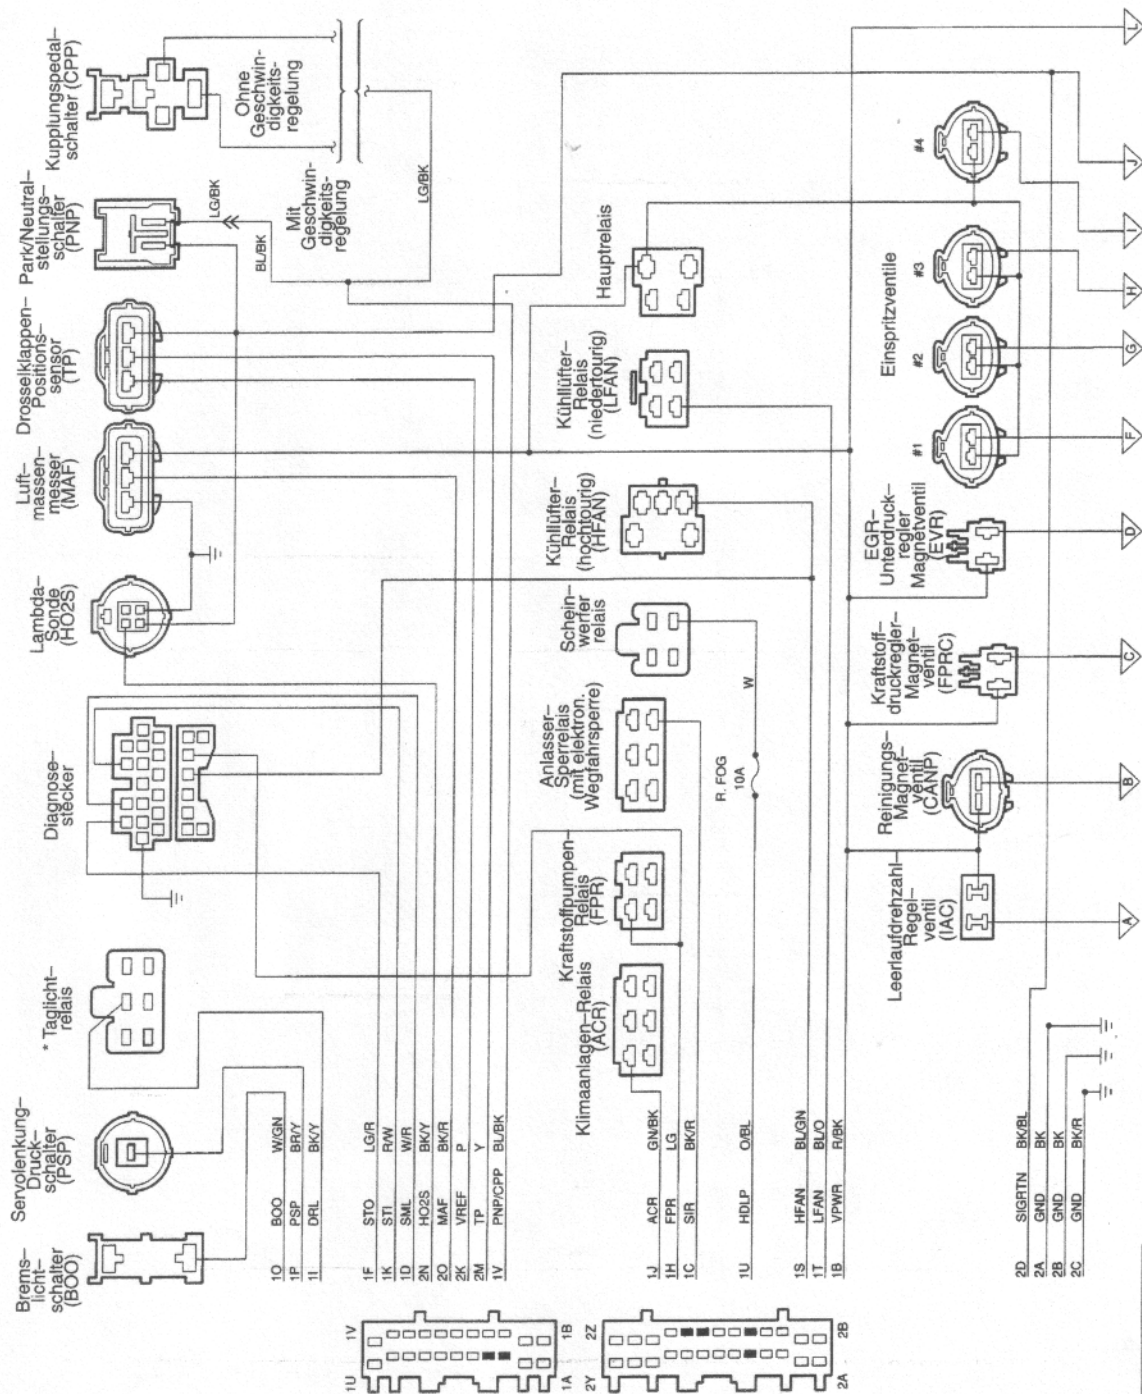 Brems–
licht–
schalter
(BOO)
Servolenkung–
Druck–
schalter
(PSP)
* Taglicht–
relais
Diagnose–
stecker
Lambda–
Sonde
(HO2S)
Luft–
massen–
messer
(MAF)
Drosselklappen–
Positions–
sensor
(TP)
Park/Neutral–
stellungs–
schalter
(PNP)
Kupplungspedal–
schalter (CPP)
Ohne
Geschwin–
digkeits–
regelung
Mit
Geschwin
digkeits–
regelung
LG/BK
BL/BK
LG/BK
1O BOO W/GN
1P PSP BR/Y
1I DRL BK/Y
1F STO LG/R
1K STI R/W
1D SML W/R
2N HO2S BK/Y
2O MAF BK/R
2K VREF P
2M TP Y
1V PNP/CPP BL/BK
Klimaanlagen–Relais
(ACR)
Kraftstoffpumpen–
Relais
(FPR)
Anlasser–
Sperrelais
(mit elektron.
Wegfahrsperre)
Schein–
werfer
relais
Kühllüfter–
Relais
(hochtourig)
(HFAN)
Kühllüfter–
Relais
(niedertourig)
(LFAN)
Hauptrelais
1J ACR GN/BK
1H FPR LG
1C SIR BK/R
1U HDLP O/BL
R. FOG
10A
W
1S HFAN BL/GN
1T LFAN BL/O
1B VPWR R/BK
1V
1B
1U
1A
2Z
2B
2Y
2A
Leerlaufdrehzahl–
Regel–
ventil
(IAC)
Reinigungs–
Magnet–
ventil
(CANP)
Kraftstoff–
druckregler–
Magnet–
ventil
(FPRC)
EGR–
Unterdruck–
regler
Magnetventil
(EVR)
Einspritzventile
#1
#2
#3
#4
2D SIGRTN BK/BL
2A GND BK
2B GND BK
2C GND BK/R
A
B
C
D
F
G
H
I
J
L